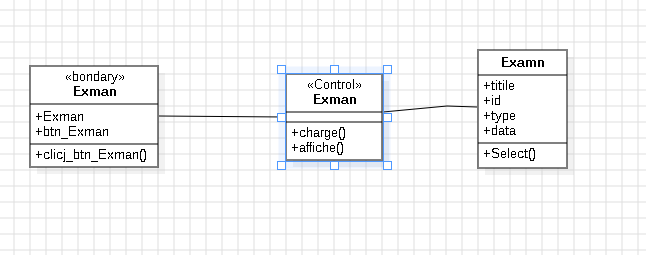 «bondary»
Exman
+Exman
+btn_Exman
+clicj_btn_Exman()
«Control»
Exman
+charge()
+affiche()
Examn
+titile
+id
+type
+data
+Select()